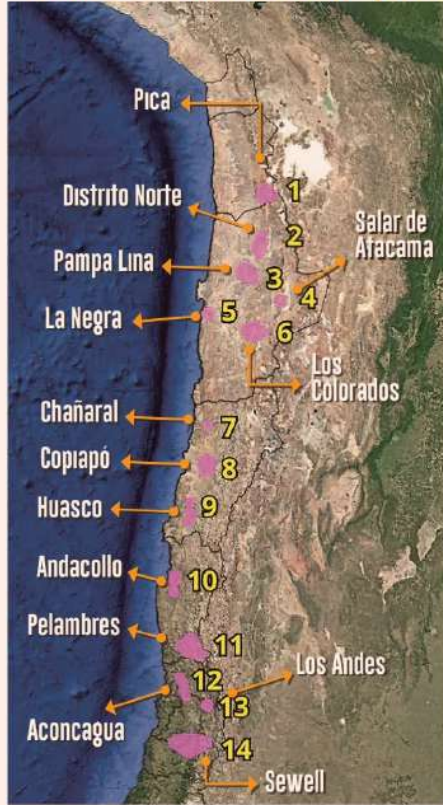 Pica
1
Distrito Norte
2
Salar de
Atacama
Pampa Lina
3
4
La Negra
5
6
Los
Colorados
Chañaral
7
Copiapó
8
Huasco
9
Andacollo
10
Pelambres
11
Los Andes
12
13
Aconcagua
14
Sewell